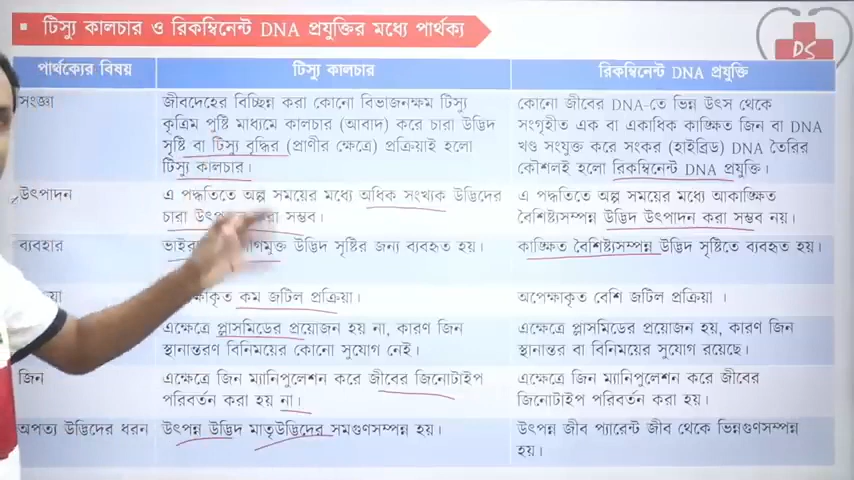 ▪ টিস্যু কালচার ও রিকম্বিনেন্ট DNA প্রযুক্তির মধ্যে পার্থক্য
DS
পার্থক্যের বিষয় টিস্যু কালচার রিকম্বিনেন্ট DNA প্রযুক্তি
সংজ্ঞা
জীবদেহের বিচ্ছিন্ন করা কোনো বিভাজনক্ষম টিস্যু
কৃত্রিম পুষ্টি মাধ্যমে কালচার (আবাদ) করে চারা উদ্ভিদ
সৃষ্টি বা টিস্যু বৃদ্ধির (প্রাণীর ক্ষেত্রে) প্রক্রিয়াই হলো
টিস্যু কালচার।
কোনো জীবের DNA-তে ভিন্ন উৎস থেকে
সংগৃহীত এক বা একাধিক কাঙ্ক্ষিত জিন বা DNA
খণ্ড সংযুক্ত করে সংকর (হাইব্রিড) DNA তৈরির
কৌশলই হলো রিকম্বিনেন্ট DNA প্রযুক্তি।
উৎপাদন
এ পদ্ধতিতে অল্প সময়ের মধ্যে অধিক সংখ্যক উদ্ভিদের
চারা সম্ভব।
এ পদ্ধতিতে অল্প সময়ের মধ্যে আকাঙ্ক্ষিত
বৈশিষ্ট্যসম্পন্ন উদ্ভিদ উৎপাদন করা সম্ভব নয়।
ব্যবহার
উদ্ভিদ সৃষ্টির জন্য ব্যবহৃত হয়।
কাঙ্ক্ষিত বৈশিষ্ট্যসম্পন্ন উদ্ভিদ সৃষ্টিতে ব্যবহৃত হয়।
কম জটিল প্রক্রিয়া।
অপেক্ষাকৃত বেশি জটিল প্রক্রিয়া ।
এক্ষেত্রে প্লাসমিডের প্রয়োজন হয় না, কারণ জিন
স্থানান্তরণ বিনিময়ের কোনো সুযোগ নেই।
এক্ষেত্রে প্লাসমিডের প্রয়োজন হয়, কারণ জিন
স্থানান্তর বা বিনিময়ের সুযোগ রয়েছে।
জিন
এক্ষেত্রে জিন ম্যানিপুলেশন করে জীবের জিনোটাইপ
পরিবর্তন করা হয় না।
এক্ষেত্রে জিন ম্যানিপুলেশন করে জীবের
জিনোটাইপ পরিবর্তন করা হয়।
অপত্য উদ্ভিদের ধরন
উৎপন্ন উদ্ভিদ মাতৃউদ্ভিদের সমগুণসম্পন্ন হয়।
উৎপন্ন জীব প্যারেন্ট জীব থেকে ভিন্নগুণসম্পন্ন
হয়।